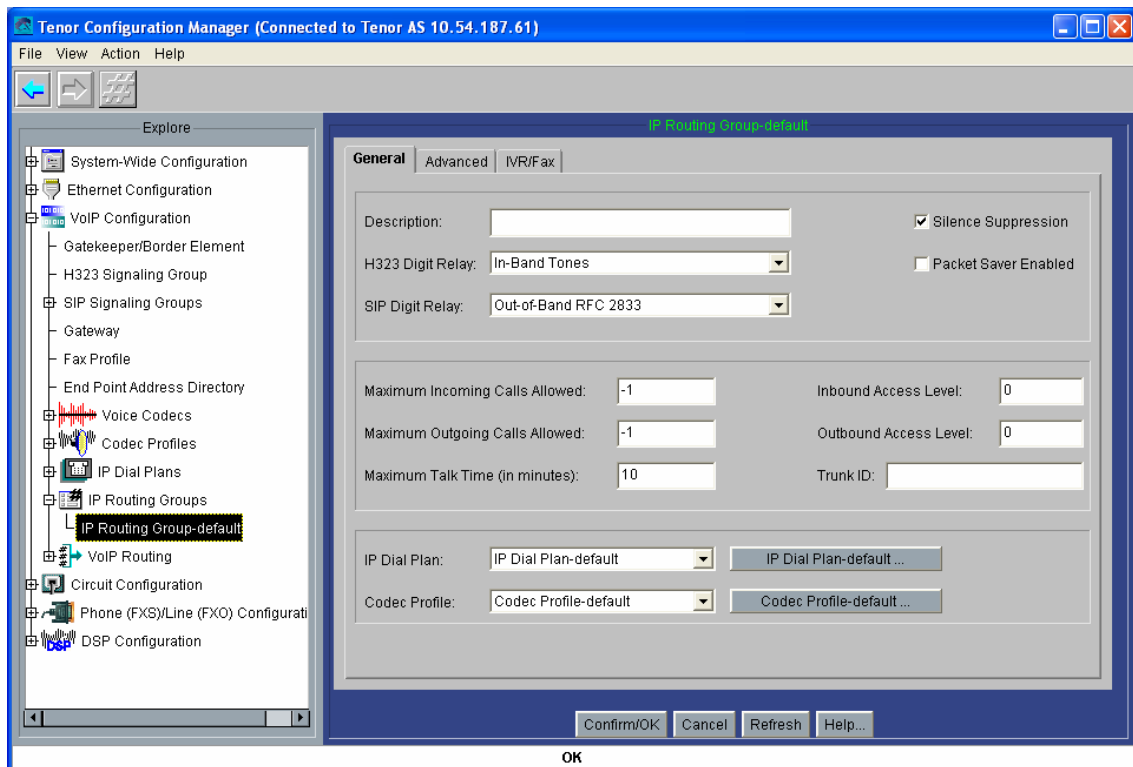 Tenor Configuration Manager (Connected to Tenor AS 10.54.187.61)
File View Action Help
Explore
System-Wide Configuration
Ethernet Configuration
VoIP Configuration
Gatekeeper/Border Element
H323 Signaling Group
SIP Signaling Groups
Gateway
Fax Profile
End Point Address Directory
Voice Codecs
Codec Profiles
IP Dial Plans
IP Routing Groups
IP Routing Group-default
VoIP Routing
Circuit Configuration
Phone (FXS)/Line (FXO) Configurati
DSP DSP Configuration
IP Routing Group-default
General Advanced IVR/Fax
Description: Silence Suppression
H323 Digit Relay: In-Band Tones Packet Saver Enabled
SIP Digit Relay: Out-of-Band RFC 2833
Maximum Incoming Calls Allowed: -1 Inbound Access Level: 0
Maximum Outgoing Calls Allowed: -1 Outbound Access Level: 0
Maximum Talk Time (in minutes): 10 Trunk ID:
IP Dial Plan: IP Dial Plan-default IP Dial Plan-default ...
Codec Profile: Codec Profile-default Codec Profile-default ...
Confirm/OK Cancel Refresh Help...
OK